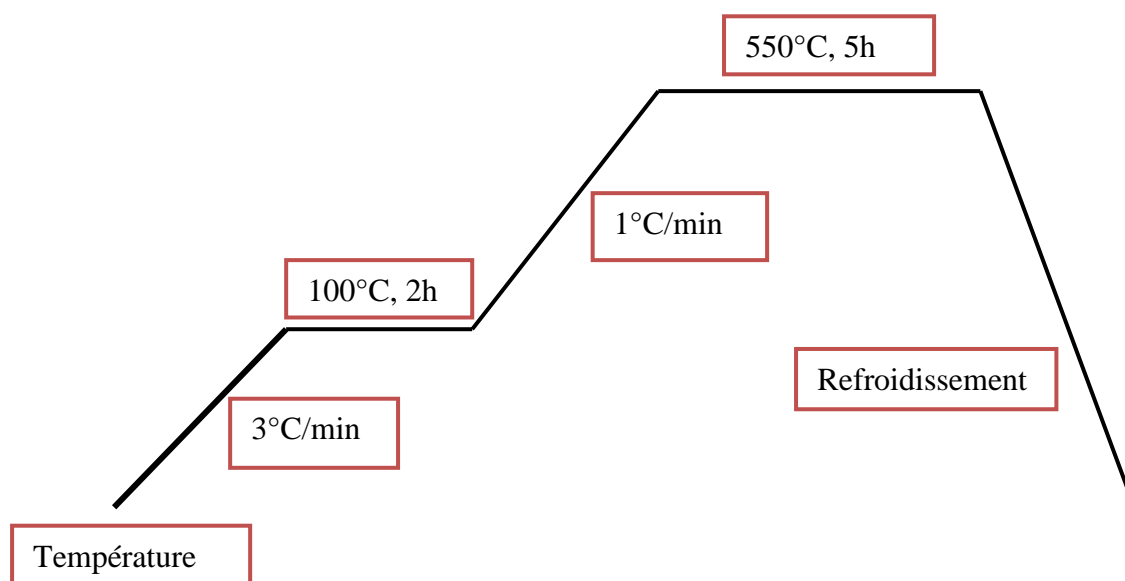 550°C, 5h
1°C/min
100°C, 2h
Refroidissement
3°C/min
Température